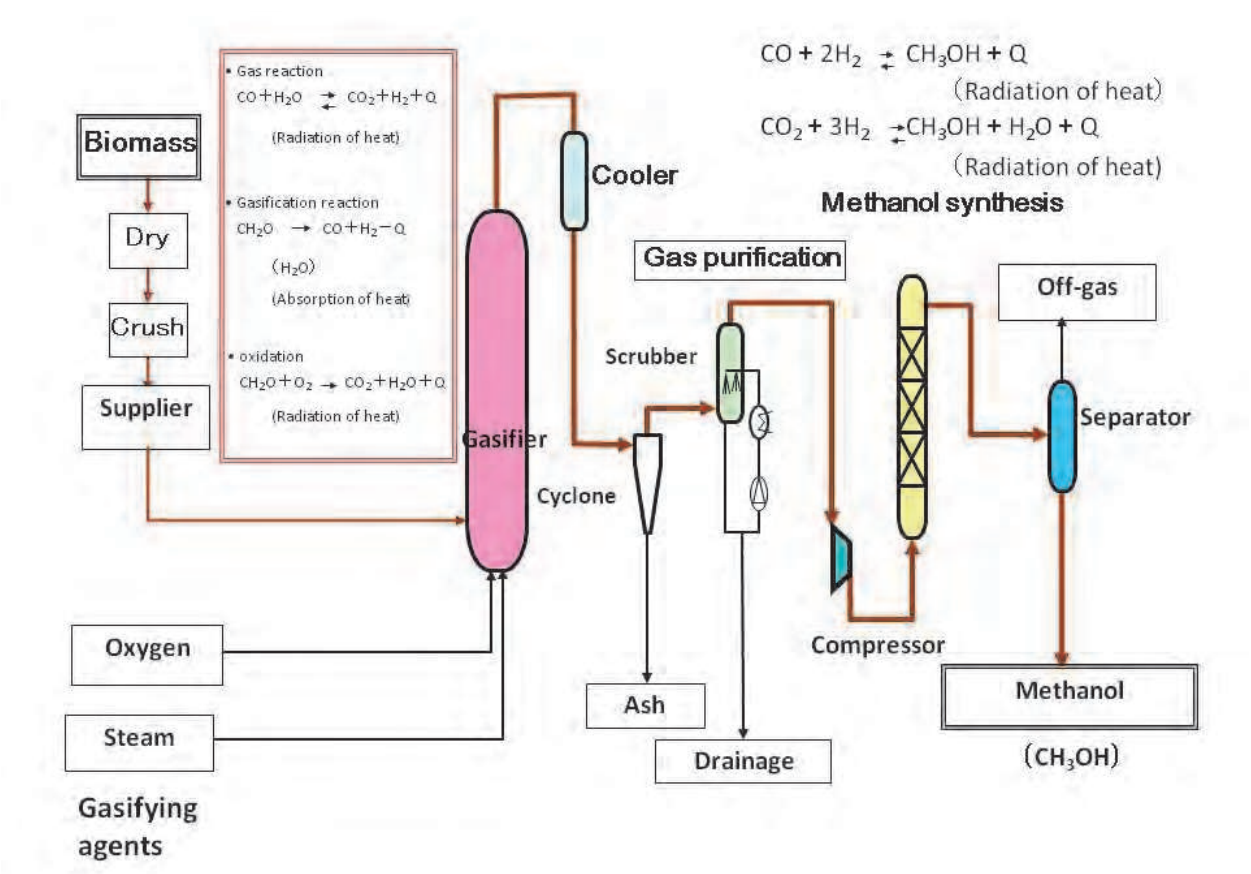 Biomass
Dry
Crush
Supplier
• Gas reaction
CO+H₂O ⇄ CO₂+H₂+Q
(Radiation of heat)
• Gasification reaction
CH₂O → CO+H₂−Q
(H₂O)
(Absorption of heat)
• oxidation
CH₂O+O₂ → CO₂+H₂O+Q
(Radiation of heat)
Gasifier
Cooler
CO + 2H₂ ⇄ CH₃OH + Q
(Radiation of heat)
CO₂ + 3H₂ ⇄ CH₃OH + H₂O + Q
(Radiation of heat)
Methanol synthesis
Gas purification
Scrubber
Cyclone
Off-gas
Separator
Compressor
Oxygen
Steam
Gasifying
agents
Ash
Drainage
Methanol
(CH₃OH)